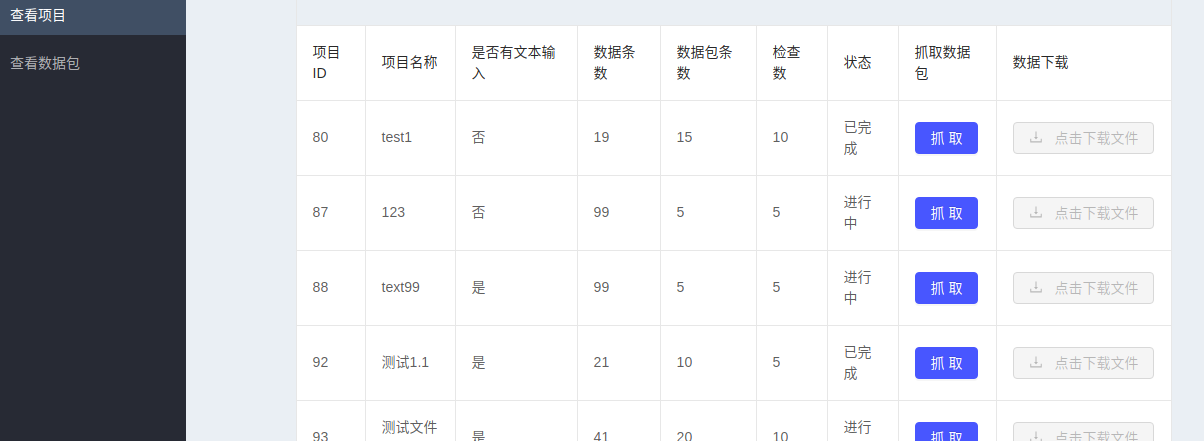 查看项目
查看数据包
项目
ID
项目名称
是否有文本输
入
数据条
数
数据包条
数
检查
数
状态
抓取数据
包
数据下载
80
test1
否
19
15
10
已完
成
抓 取
点击下载文件
87
123
否
99
5
5
进行
中
抓 取
点击下载文件
88
text99
是
99
5
5
进行
中
抓 取
点击下载文件
92
测试1.1
是
21
10
5
已完
成
抓 取
点击下载文件
93
测试文件
是
41
20
10
进行
抓 取
点击下载文件